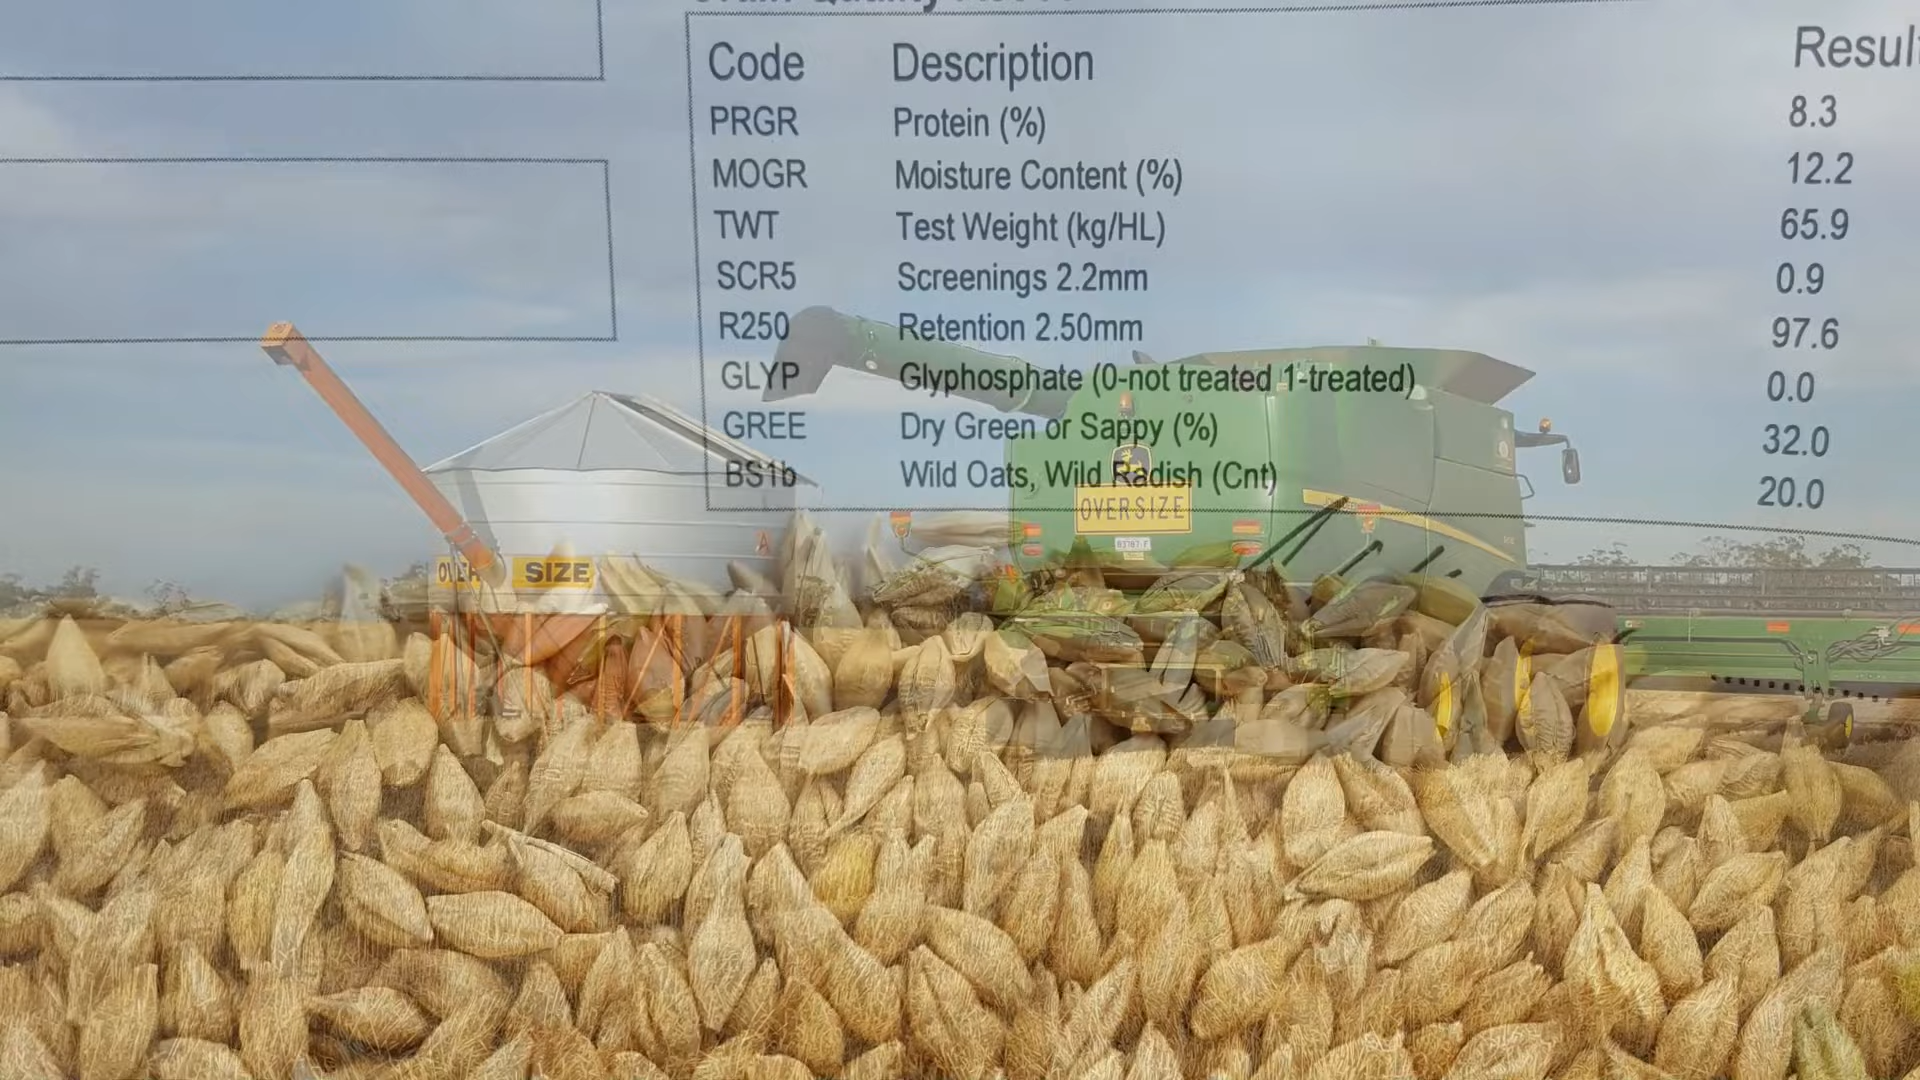 Code Description Result
PRGR Protein (%) 8.3
MOGR Moisture Content (%) 12.2
TWT Test Weight (kg/HL) 65.9
SCR5 Screenings 2.2mm 0.9
R250 Retention 2.50mm 97.6
GLYP Glyphosphate (0-not treated 1-treated) 0.0
GREE Dry Green or Sappy (%) 32.0
BS1b Wild Oats, Wild Radish (Cnt) 20.0
OVERSIZE
OVER SIZE